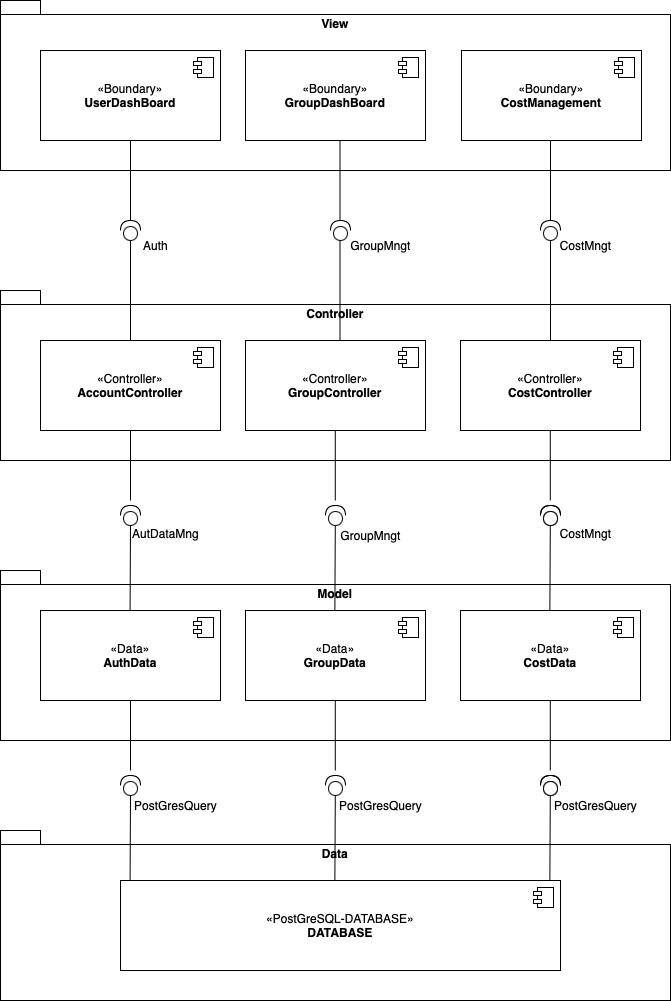 View
«Boundary»
UserDashBoard
«Boundary»
GroupDashBoard
«Boundary»
CostManagement
Auth
GroupMngt
CostMngt
Controller
«Controller»
AccountController
«Controller»
GroupController
«Controller»
CostController
AutDataMng
GroupMngt
CostMngt
Model
«Data»
AuthData
«Data»
GroupData
«Data»
CostData
PostGresQuery
PostGresQuery
PostGresQuery
Data
«PostGreSQL-DATABASE»
DATABASE